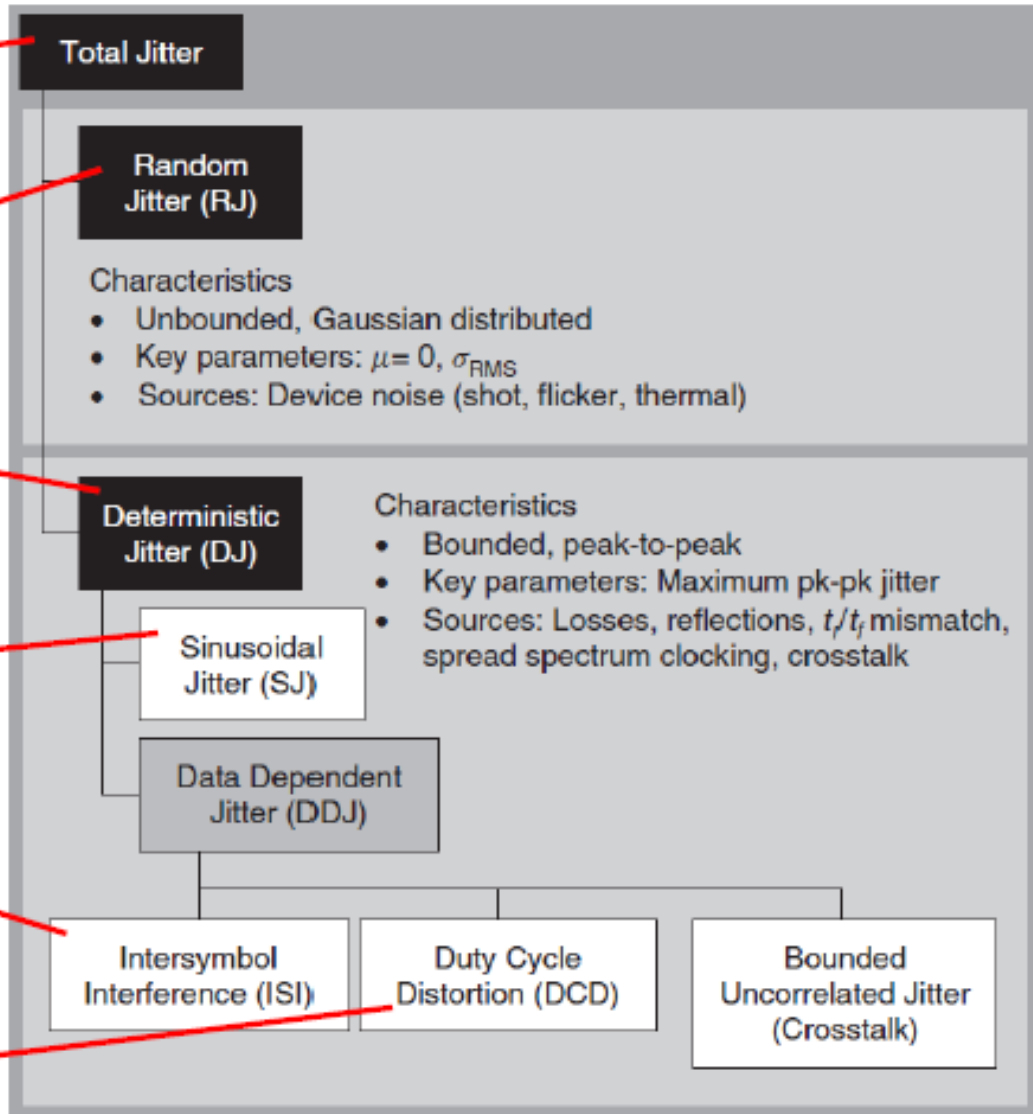 Total Jitter
Random
Jitter (RJ)
Characteristics
• Unbounded, Gaussian distributed
• Key parameters: μ= 0, σRMS
• Sources: Device noise (shot, flicker, thermal)
Deterministic
Jitter (DJ)
Characteristics
• Bounded, peak-to-peak
• Key parameters: Maximum pk-pk jitter
• Sources: Losses, reflections, tr/tf mismatch,
spread spectrum clocking, crosstalk
Sinusoidal
Jitter (SJ)
Data Dependent
Jitter (DDJ)
Intersymbol
Interference (ISI)
Duty Cycle
Distortion (DCD)
Bounded
Uncorrelated Jitter
(Crosstalk)